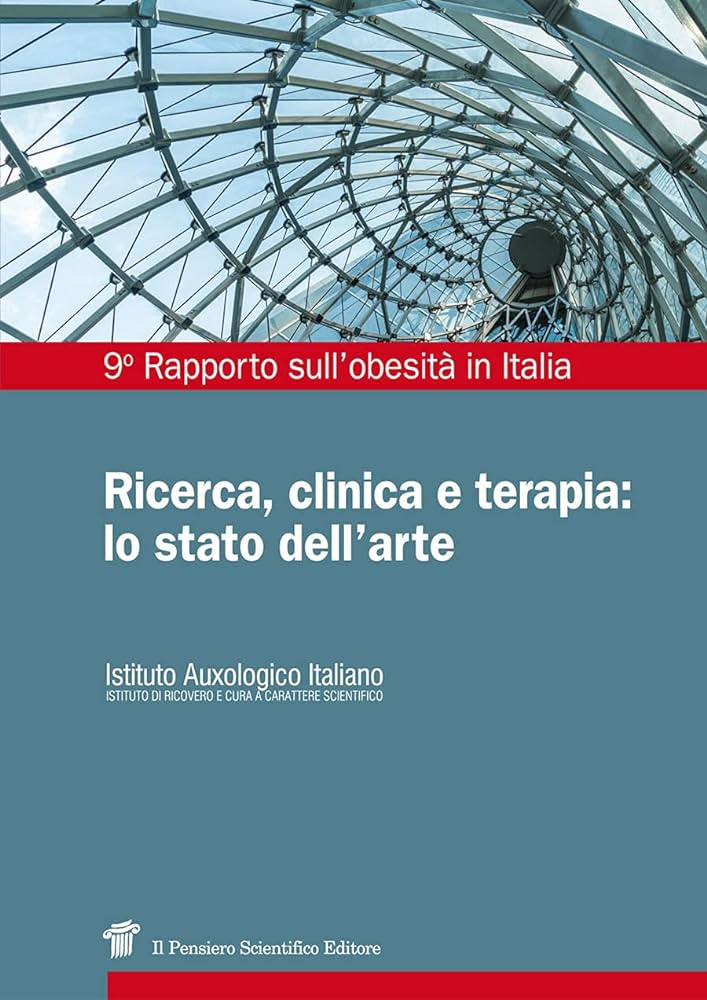 9º Rapporto sull'obesità in Italia
Ricerca, clinica e terapia:
lo stato dell'arte
Istituto Auxologico Italiano
ISTITUTO DI RICOVERO E CURA A CARATTERE SCIENTIFICO
Il Pensiero Scientifico Editore